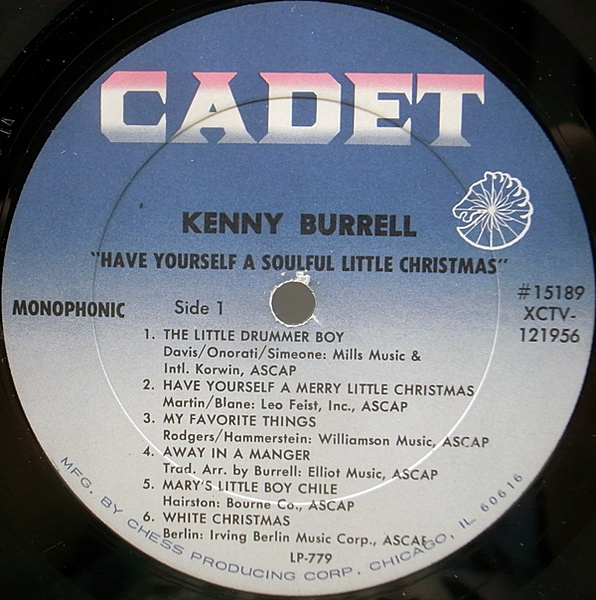 CADET
KENNY BURRELL
"HAVE YOURSELF A SOULFUL LITTLE CHRISTMAS"
MONOPHONIC
Side 1
#15189
XCTV-
121956
1. THE LITTLE DRUMMER BOY
Davis/Onorati/Simeone: Mills Music &
Intl. Korwin, ASCAP
2. HAVE YOURSELF A MERRY LITTLE CHRISTMAS
Martin/Blane: Leo Feist, Inc., ASCAP
3. MY FAVORITE THINGS
Rodgers/Hammerstein: Williamson Music, ASCAP
4. AWAY IN A MANGER
Trad. Arr. by Burrell: Elliot Music, ASCAP
5. MARY'S LITTLE BOY CHILE
Hairston: Bourne Co., ASCAP
6. WHITE CHRISTMAS
Berlin: Irving Berlin Music Corp., ASCAP
LP-779
MFG. BY CHESS PRODUCING CORP. CHICAGO, IL 60616